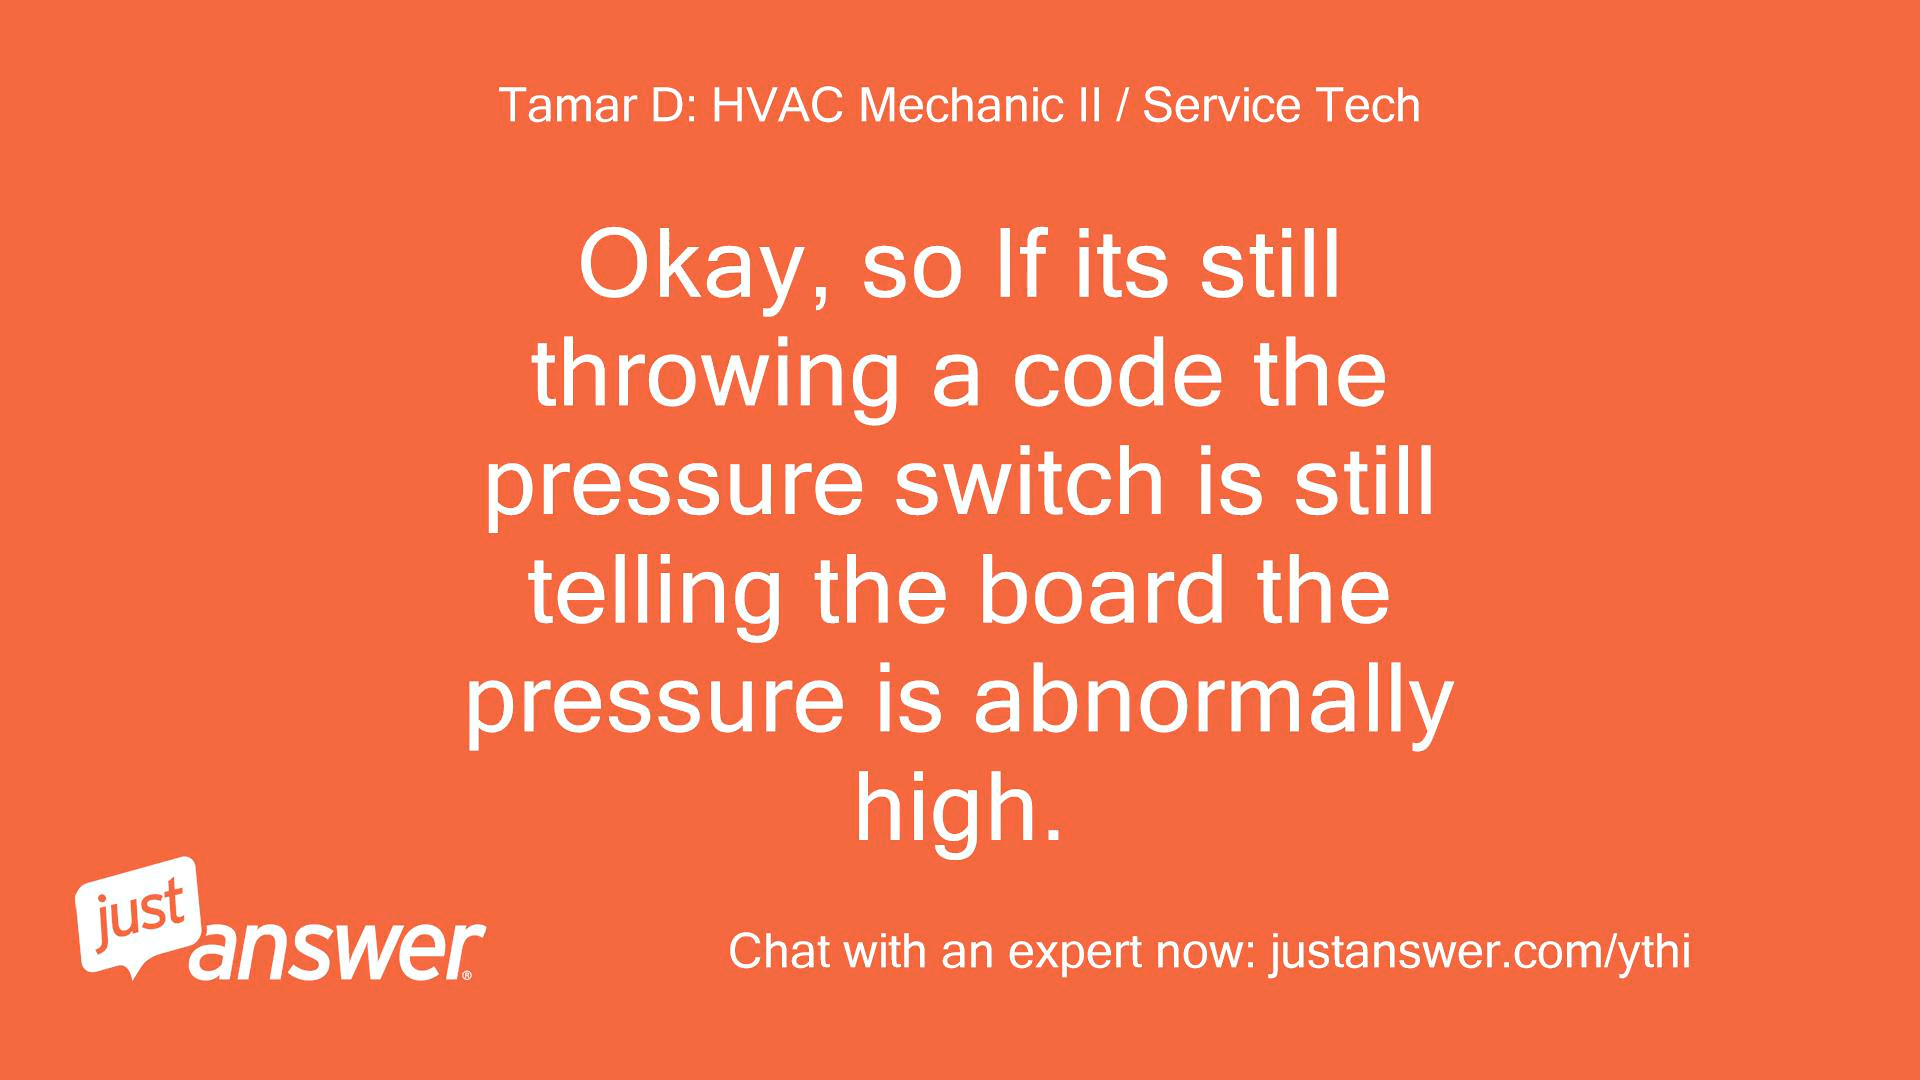 Tamar D: HVAC Mechanic II / Service Tech
Okay, so If its still
throwing a code the
pressure switch is still
telling the board the
pressure is abnormally
high.
just
answer®
Chat with an expert now: justanswer.com/ythi